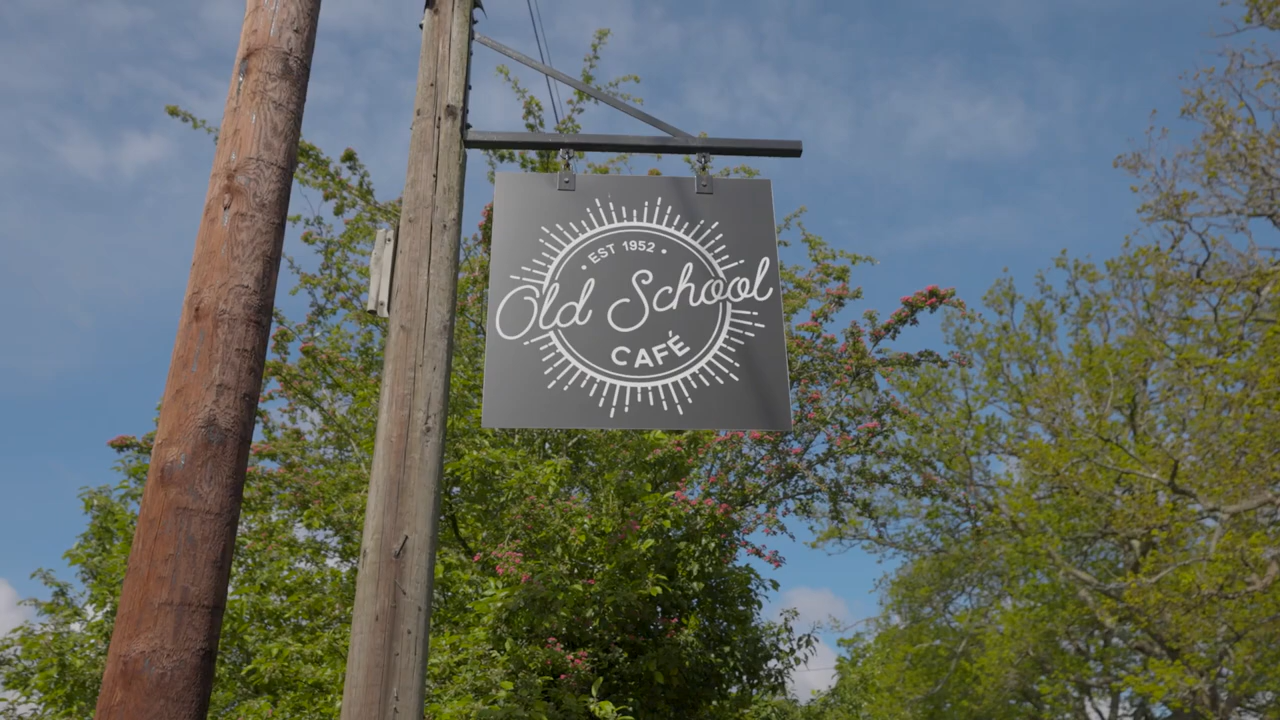 • EST 1952 •
Old School
CAFÉ